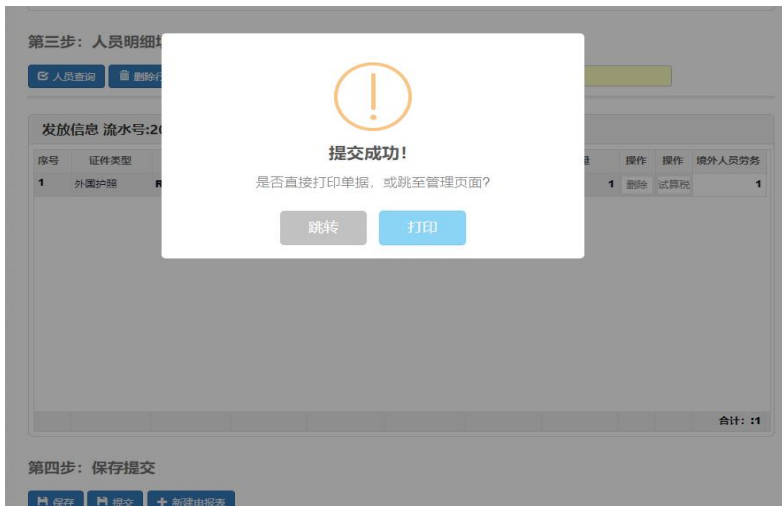 第三步：人员明细
人员查询 删除
提交成功！
是否直接打印单据，或跳至管理页面?
跳转 打印
发放信息 流水号:2
序号 证件类型 操作 操作 境外人员劳务
1 外国护照 R 1 删除 试算税 1
合计: :1
第四步：保存提交
保存 提交 新建申报表